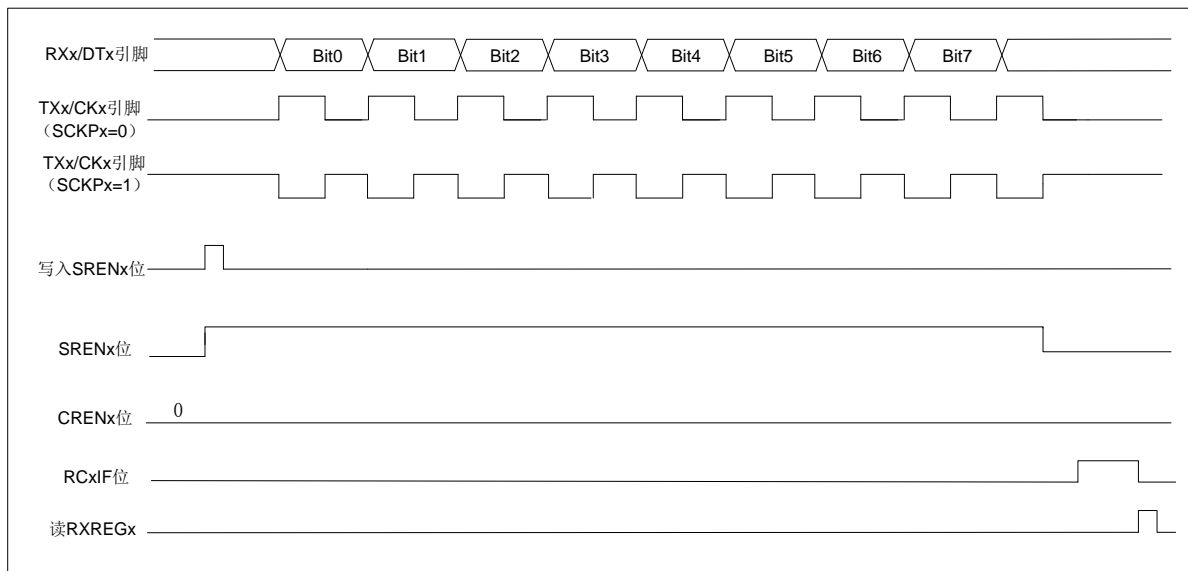 RXx/DTx引脚
Bit0 Bit1 Bit2 Bit3 Bit4 Bit5 Bit6 Bit7
TXx/CKx引脚
（SCKPx=0）
TXx/CKx引脚
（SCKPx=1）
写入SRENx位
SRENx位
CRENx位
0
RCxIF位
读RXREGx